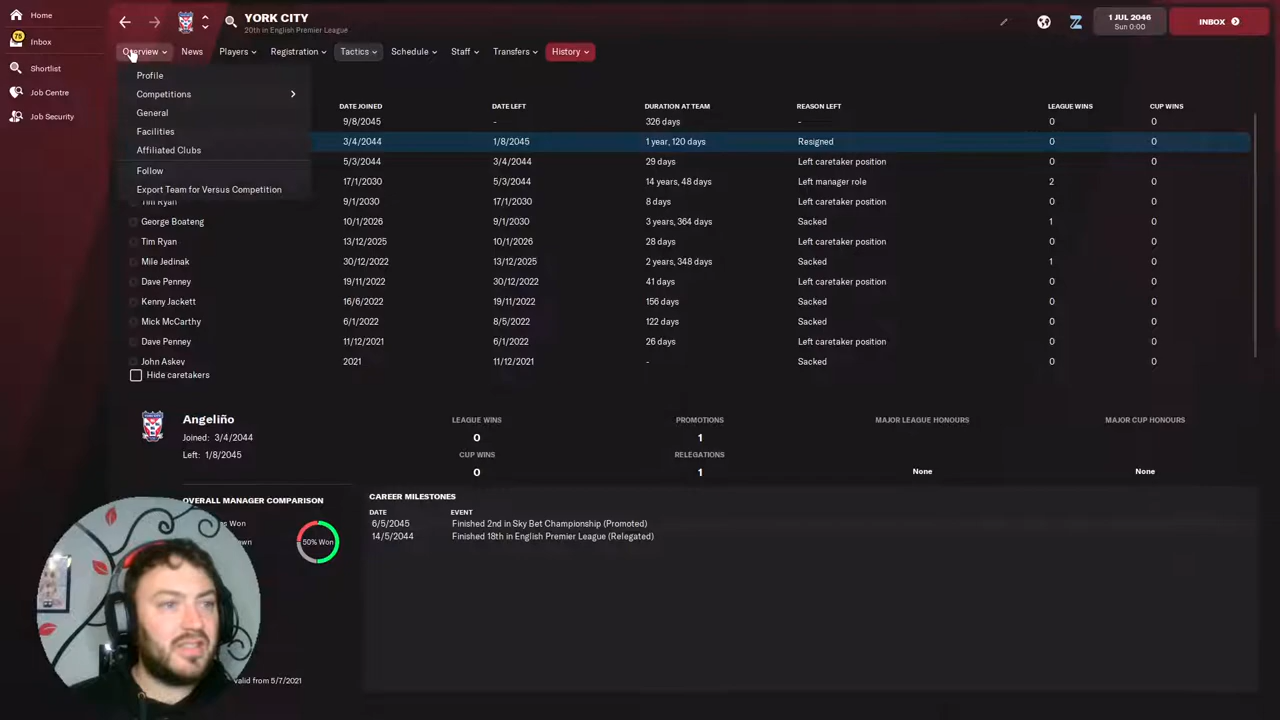 Home
75
Inbox
Shortlist
Job Centre
Job Security
YORK CITY
20th in English Premier League
1 JUL 2046
Sun 0:00
INBOX
Overview
News
Players
Registration
Tactics
Schedule
Staff
Transfers
History
Profile
Competitions
General
Facilities
Affiliated Clubs
Follow
Export Team for Versus Competition
DATE JOINED DATE LEFT DURATION AT TEAM REASON LEFT LEAGUE WINS CUP WINS
9/8/2045 - 326 days - 0 0
3/4/2044 1/8/2045 1 year, 120 days Resigned 0 0
5/3/2044 3/4/2044 29 days Left caretaker position 0 0
17/1/2030 5/3/2044 14 years, 48 days Left manager role 2 0
Tim Ryan 9/1/2030 17/1/2030 8 days Left caretaker position 0 0
George Boateng 10/1/2026 9/1/2030 3 years, 364 days Sacked 1 0
Tim Ryan 13/12/2025 10/1/2026 28 days Left caretaker position 0 0
Mile Jedinak 30/12/2022 13/12/2025 2 years, 348 days Sacked 1 0
Dave Penney 19/11/2022 30/12/2022 41 days Left caretaker position 0 0
Kenny Jackett 16/6/2022 19/11/2022 156 days Sacked 0 0
Mick McCarthy 6/1/2022 8/5/2022 122 days Sacked 0 0
Dave Penney 11/12/2021 6/1/2022 26 days Left caretaker position 0 0
John Askey 2021 11/12/2021 - Sacked 0 0
Hide caretakers
Angeliño
Joined: 3/4/2044
Left: 1/8/2045
LEAGUE WINS
0
CUP WINS
0
PROMOTIONS
1
RELEGATIONS
1
MAJOR LEAGUE HONOURS
None
MAJOR CUP HONOURS
None
OVERALL MANAGER COMPARISON
Won
50% Won
CAREER MILESTONES
DATE EVENT
6/5/2045 Finished 2nd in Sky Bet Championship (Promoted)
14/5/2044 Finished 18th in English Premier League (Relegated)
valid from 5/7/2021